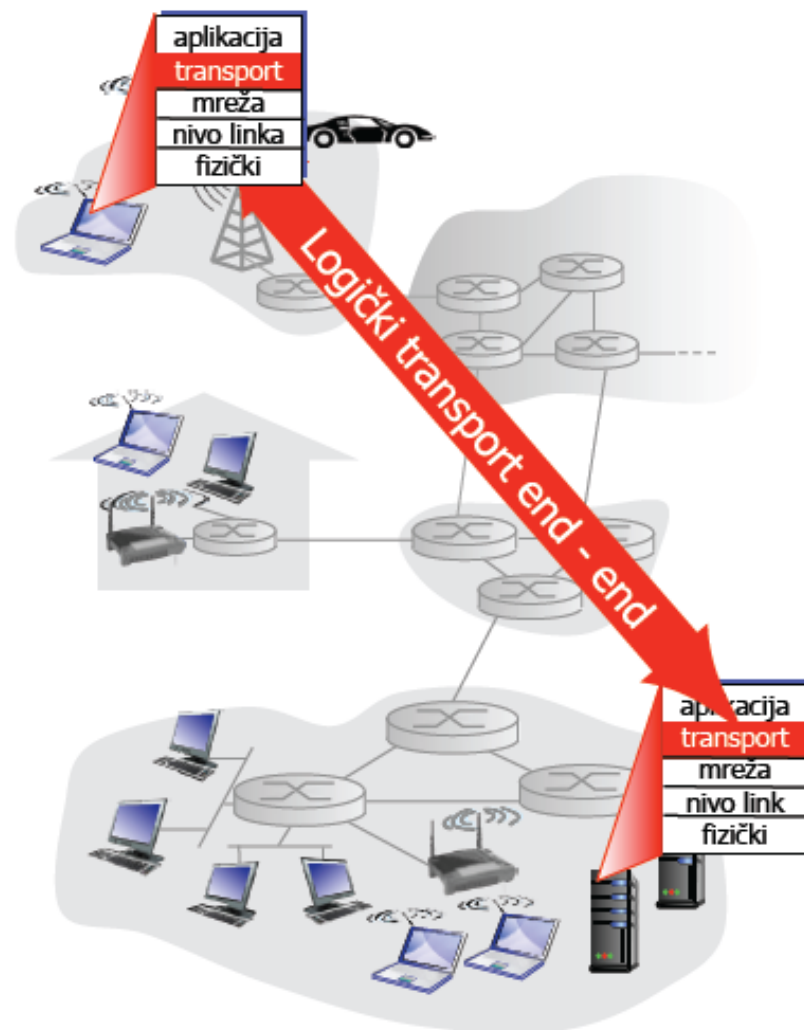 aplikacija
transport
mreža
nivo linka
fizički
Logički transport end - end
aplikacija
transport
mreža
nivo link
fizički